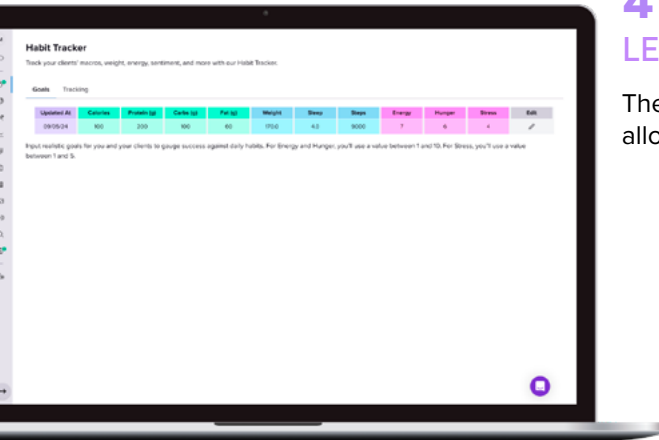 Habit Tracker
Track your clients' macros, weight, energy, sentiment, and more with our Habit Tracker.
Goals Tracking
Updated At Calories Protein (g) Carbs (g) Fat (g) Weight Sleep Steps Energy Hunger Stress Edit
09/05/24 100 200 100 60 170.0 4.0 9000 7 6 4
Input realistic goals for you and your clients to gauge success against daily habits. For Energy and Hunger, you'll use a value between 1 and 10. For Stress, you'll use a value
between 1 and 5.
4
LE
The
allo